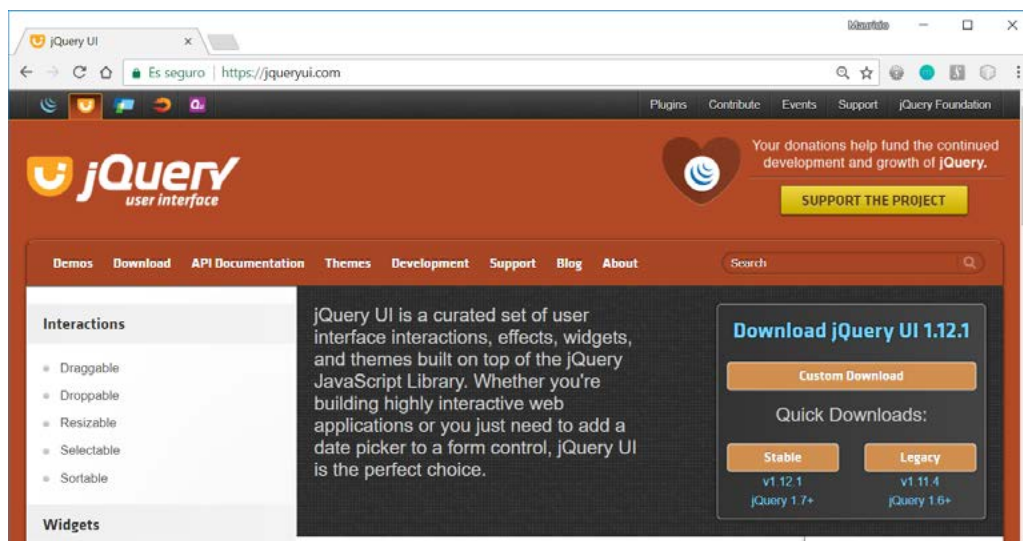 Mauricio
jQuery UI
Es seguro | https://jqueryui.com
Plugins Contribute Events Support jQuery Foundation
jQuery
user interface
Your donations help fund the continued
development and growth of jQuery.
SUPPORT THE PROJECT
Demos Download API Documentation Themes Development Support Blog About Search
Interactions
Draggable
Droppable
Resizable
Selectable
Sortable
Widgets
jQuery UI is a curated set of user
interface interactions, effects, widgets,
and themes built on top of the jQuery
JavaScript Library. Whether you're
building highly interactive web
applications or you just need to add a
date picker to a form control, jQuery UI
is the perfect choice.
Download jQuery UI 1.12.1
Custom Download
Quick Downloads:
Stable Legacy
v1.12.1 v1.11.4
jQuery 1.7+ jQuery 1.6+